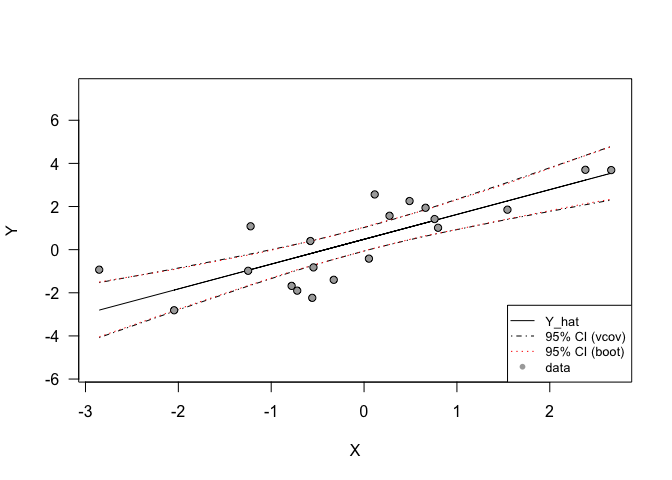 6
4
2
0
-2
-4
-6
Y
-3 -2 -1 0 1 2
X
Y_hat
95% CI (vcov)
95% CI (boot)
data